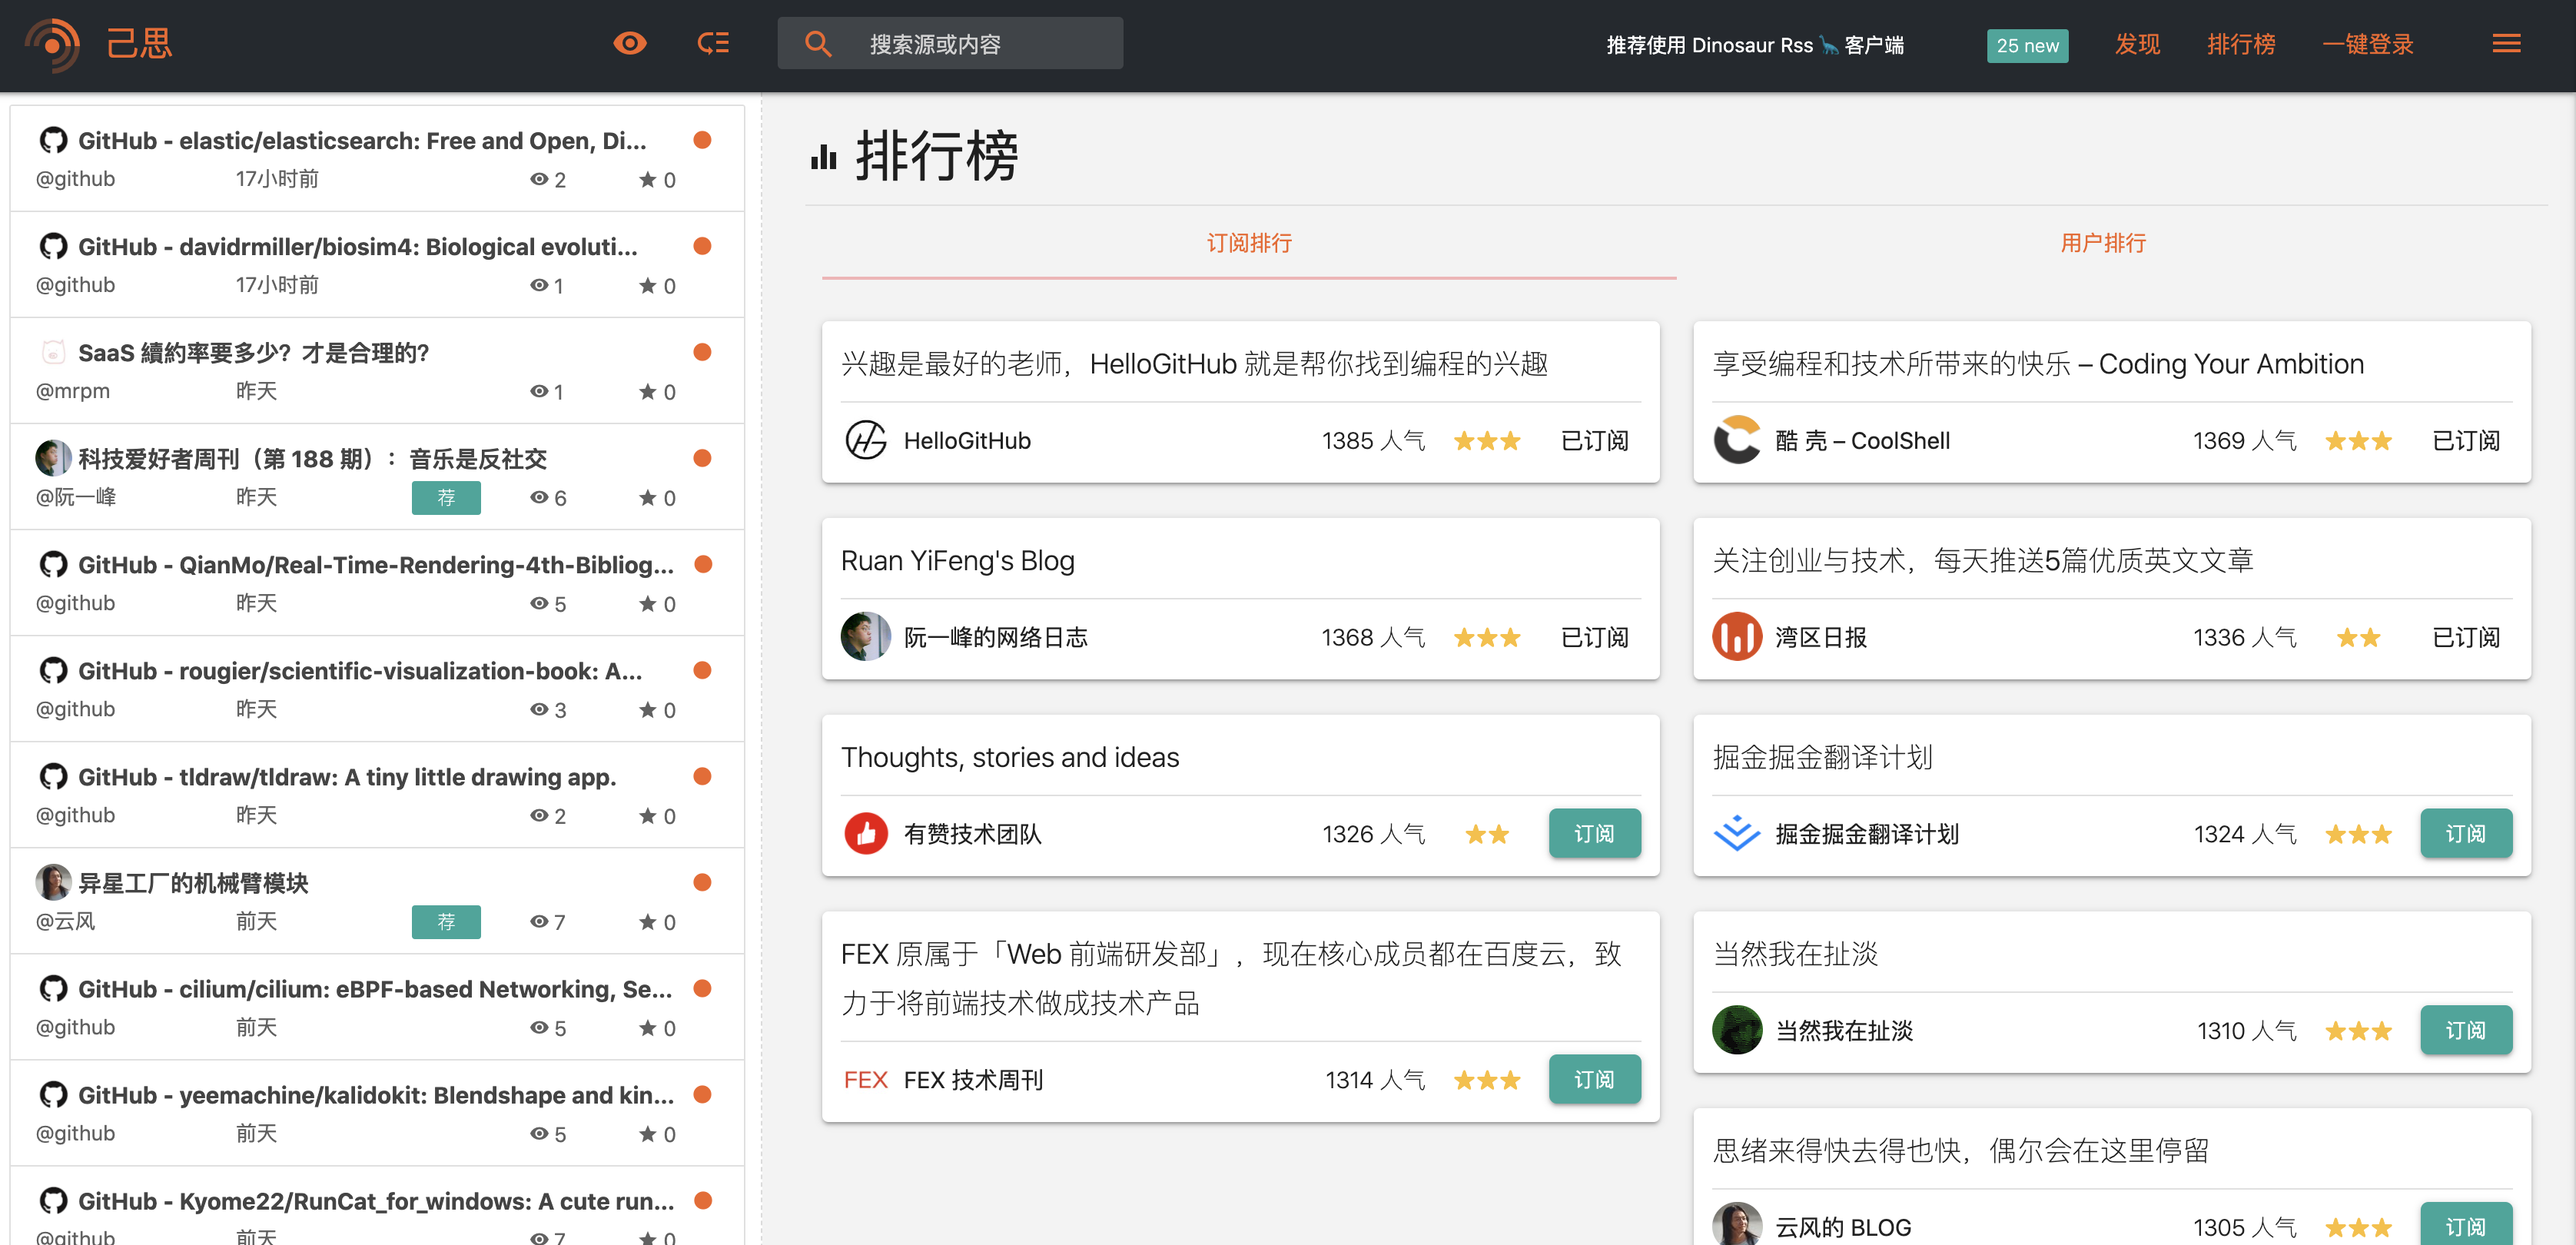 己思
搜索源或内容
推荐使用 Dinosaur Rss 🦕 客户端
25 new
发现
排行榜
一键登录
GitHub - elastic/elasticsearch: Free and Open, Di...
@github 17小时前 2 0
GitHub - davidrmiller/biosim4: Biological evoluti...
@github 17小时前 1 0
SaaS 續約率要多少？才是合理的?
@mrpm 昨天 1 0
科技爱好者周刊（第 188 期）：音乐是反社交
@阮一峰 昨天 荐 6 0
GitHub - QianMo/Real-Time-Rendering-4th-Bibliog...
@github 昨天 5 0
GitHub - rougier/scientific-visualization-book: A...
@github 昨天 3 0
GitHub - tldraw/tldraw: A tiny little drawing app.
@github 昨天 2 0
异星工厂的机械臂模块
@云风 前天 荐 7 0
GitHub - cilium/cilium: eBPF-based Networking, Se...
@github 前天 5 0
GitHub - yeemachine/kalidokit: Blendshape and kin...
@github 前天 5 0
GitHub - Kyome22/RunCat_for_windows: A cute run...
@github 前天 7 0
排行榜
订阅排行 用户排行
兴趣是最好的老师，HelloGitHub 就是帮你找到编程的兴趣
HelloGitHub 1385 人气 已订阅
享受编程和技术所带来的快乐 – Coding Your Ambition
酷 壳 – CoolShell 1369 人气 已订阅
Ruan YiFeng's Blog
阮一峰的网络日志 1368 人气 已订阅
关注创业与技术，每天推送5篇优质英文文章
湾区日报 1336 人气 已订阅
Thoughts, stories and ideas
有赞技术团队 1326 人气 订阅
掘金掘金翻译计划
掘金掘金翻译计划 1324 人气 订阅
FEX 原属于「Web 前端研发部」，现在核心成员都在百度云，致
力于将前端技术做成技术产品
FEX FEX 技术周刊 1314 人气 订阅
当然我在扯淡
当然我在扯淡 1310 人气 订阅
思绪来得快去得也快，偶尔会在这里停留
云风的 BLOG 1305 人气 订阅